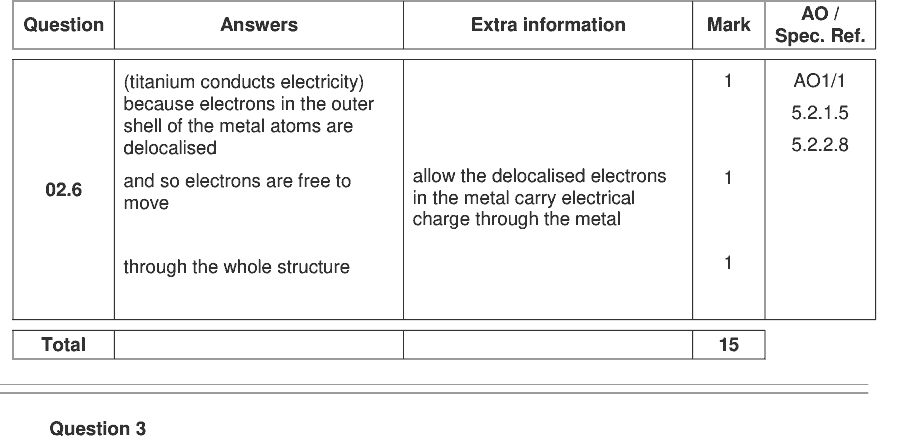 Question Answers Extra information Mark AO /
Spec. Ref.
(titanium conducts electricity) 1 AO1/1
because electrons in the outer
shell of the metal atoms are 5.2.1.5
delocalised 5.2.2.8
02.6
and so electrons are free to
move
allow the delocalised electrons 1
in the metal carry electrical
charge through the metal
through the whole structure 1
Total 15
Question 3